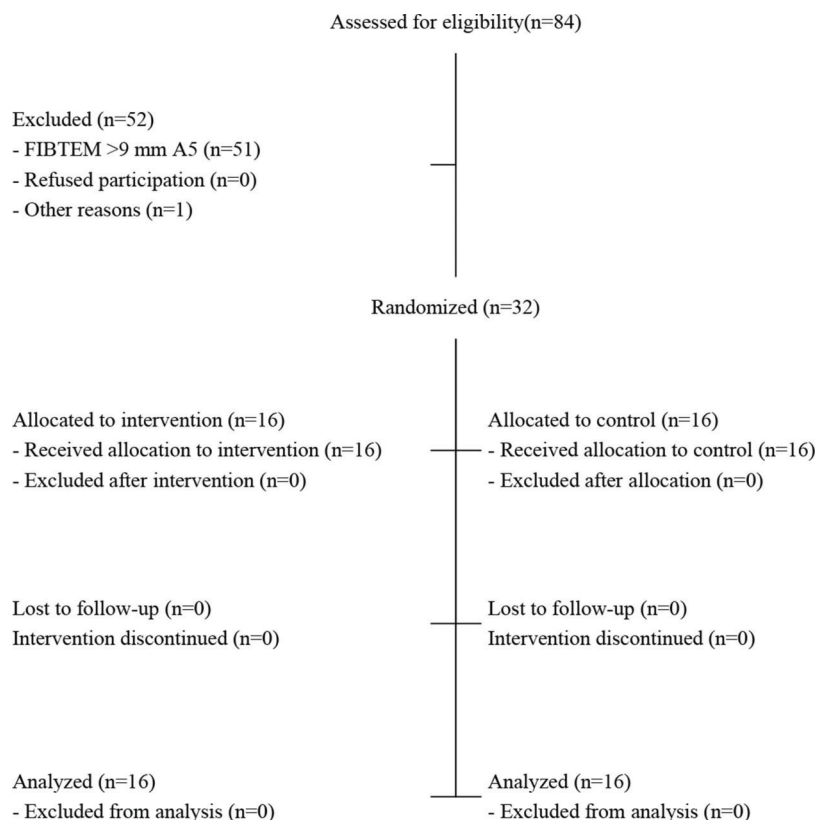 Assessed for eligibility(n=84)
Excluded (n=52)
- FIBTEM >9 mm A5 (n=51)
- Refused participation (n=0)
- Other reasons (n=1)
Randomized (n=32)
Allocated to intervention (n=16)
- Received allocation to intervention (n=16)
- Excluded after intervention (n=0)
Allocated to control (n=16)
- Received allocation to control (n=16)
- Excluded after allocation (n=0)
Lost to follow-up (n=0)
Intervention discontinued (n=0)
Lost to follow-up (n=0)
Intervention discontinued (n=0)
Analyzed (n=16)
- Excluded from analysis (n=0)
Analyzed (n=16)
- Excluded from analysis (n=0)